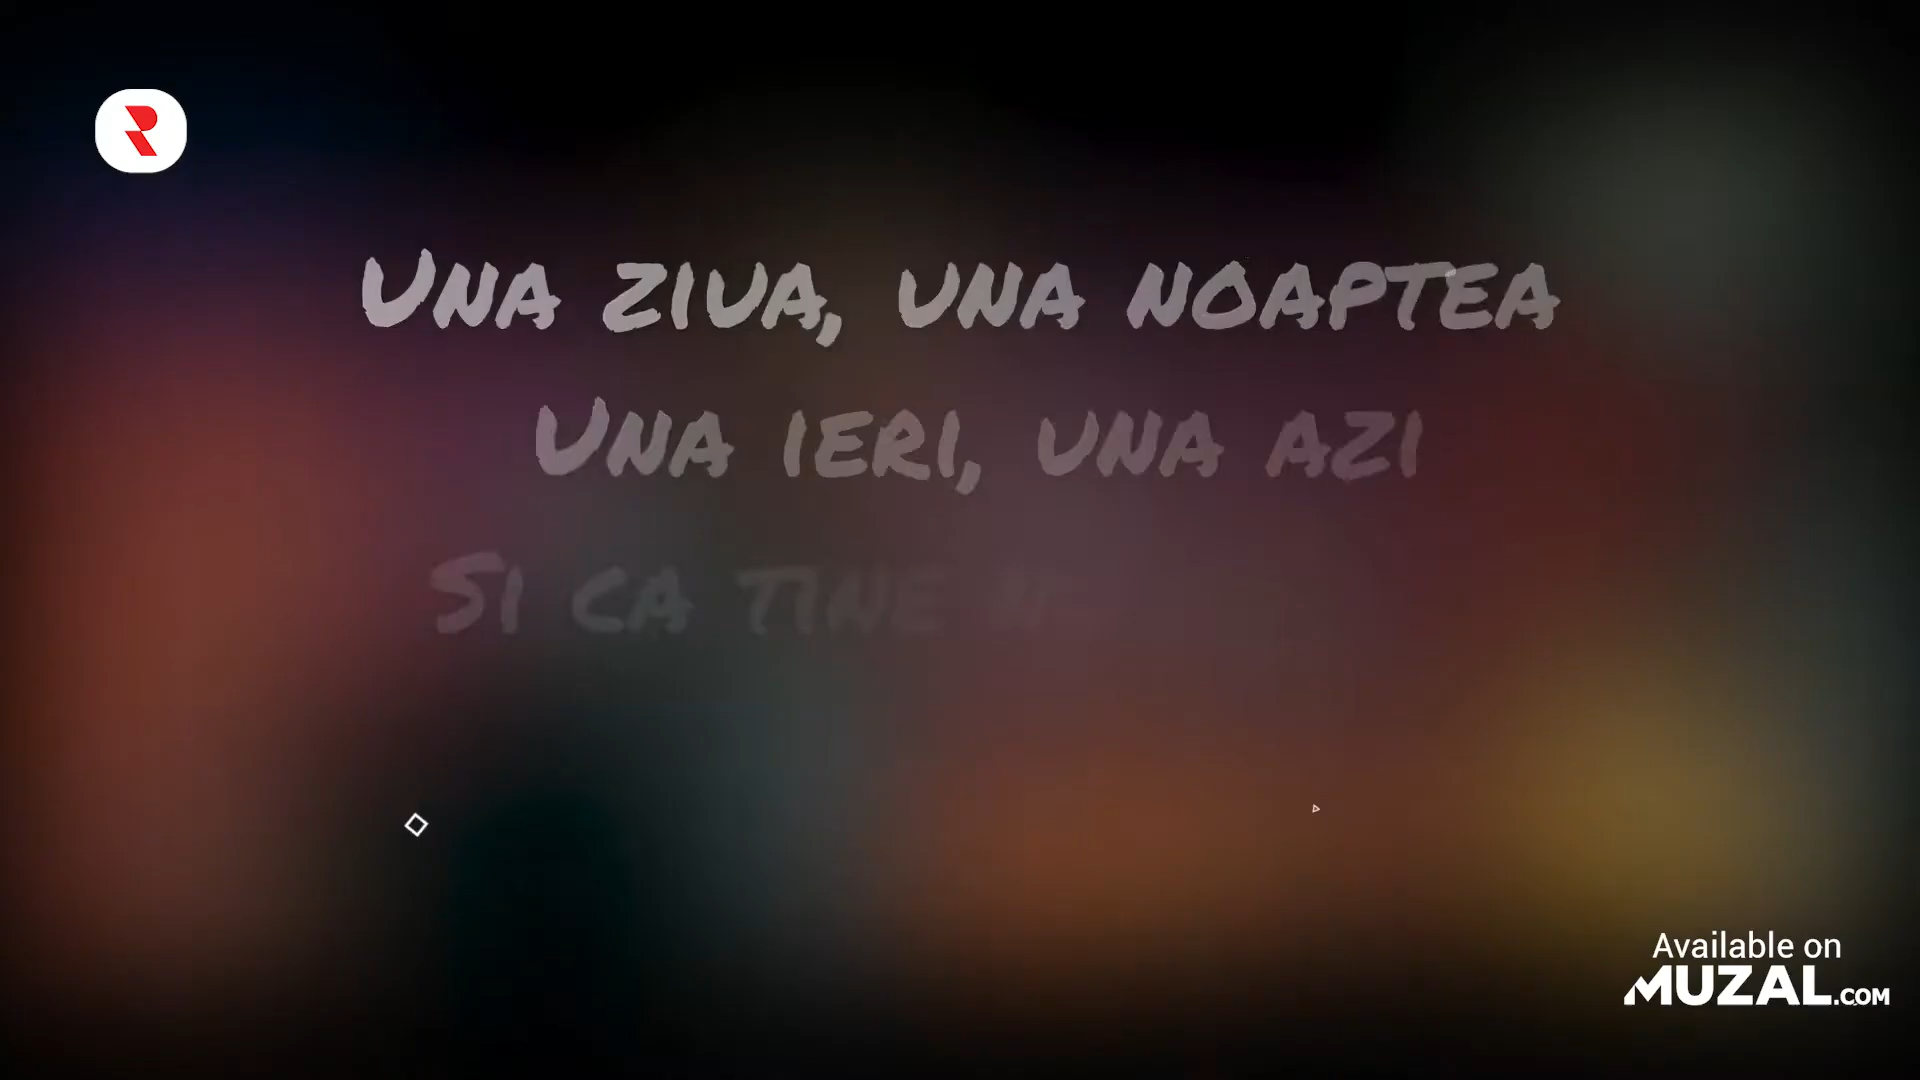 Una ziua, una noaptea
Una ieri, una azi
Si ca tine
Available on
MUZAL.COM